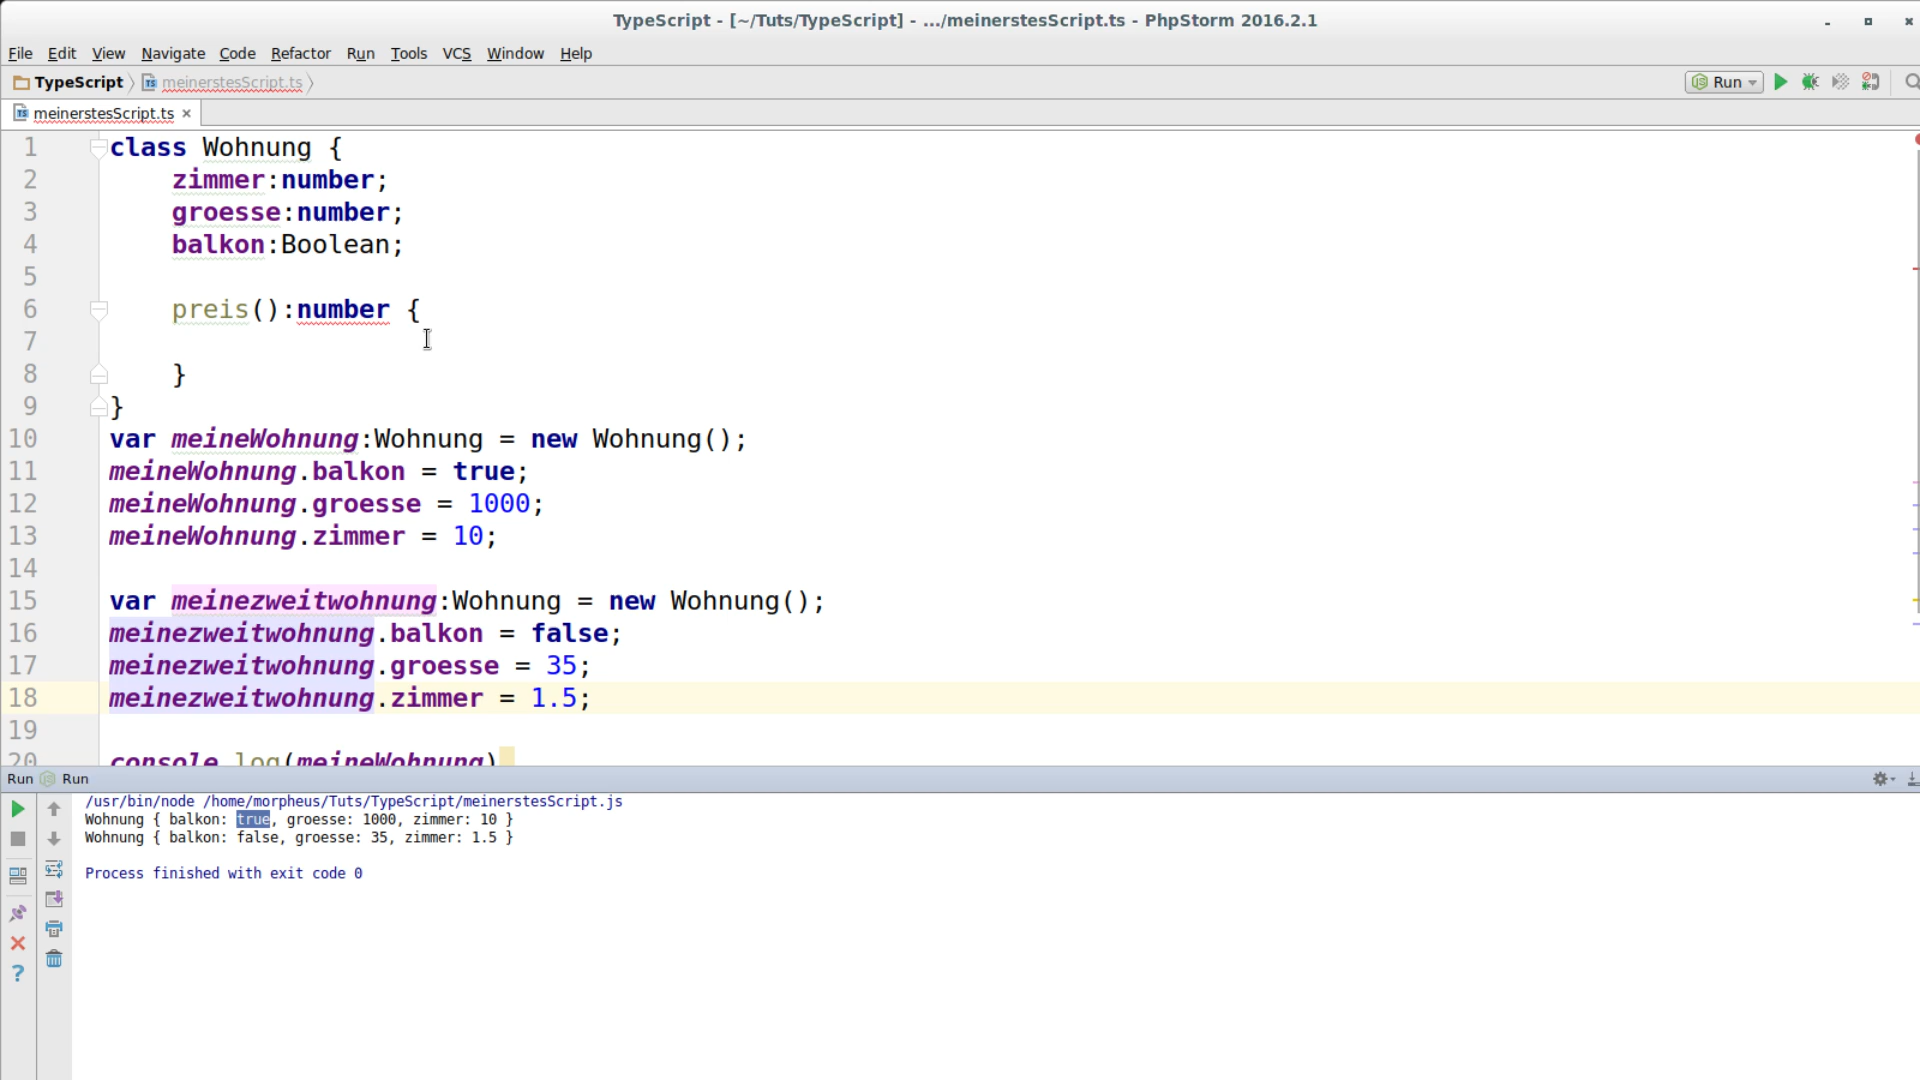 TypeScript - [~/Tuts/TypeScript] - .../meinerstesScript.ts - PhpStorm 2016.2.1
File Edit View Navigate Code Refactor Run Tools VCS Window Help
TypeScript meinerstesScript.ts Run
meinerstesScript.ts
1 class Wohnung {
2 zimmer:number;
3 groesse:number;
4 balkon:Boolean;
5
6 preis():number {
7
8 }
9 }
10 var meineWohnung:Wohnung = new Wohnung();
11 meineWohnung.balkon = true;
12 meineWohnung.groesse = 1000;
13 meineWohnung.zimmer = 10;
14
15 var meinezweitwohnung:Wohnung = new Wohnung();
16 meinezweitwohnung.balkon = false;
17 meinezweitwohnung.groesse = 35;
18 meinezweitwohnung.zimmer = 1.5;
19
20 console.log(meineWohnung)
Run Run
/usr/bin/node /home/morpheus/Tuts/TypeScript/meinerstesScript.js
Wohnung { balkon: true, groesse: 1000, zimmer: 10 }
Wohnung { balkon: false, groesse: 35, zimmer: 1.5 }
Process finished with exit code 0